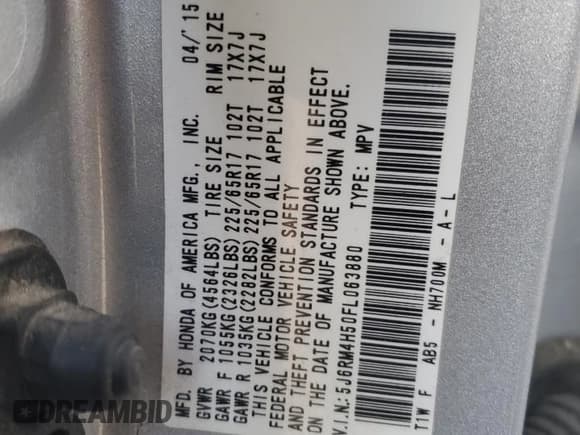 MFD. BY HONDA OF AMERICA MFG., INC. 04/'15
GVWR 2070KG(4564LBS) TIRE SIZE RIM SIZE
GAWR F 1055KG(2326LBS) 225/65R17 102T 17X7J
GAWR R 1035KG(2282LBS) 225/65R17 102T 17X7J
THIS VEHICLE CONFORMS TO ALL APPLICABLE
FEDERAL MOTOR VEHICLE SAFETY
AND THEFT PREVENTION STANDARDS IN EFFECT
ON THE DATE OF MANUFACTURE SHOWN ABOVE.
V.I.N.: 5J6RM4H50FL063880 TYPE: MPV
T1W F AB5 - NH700M - A - L
DREAMBID